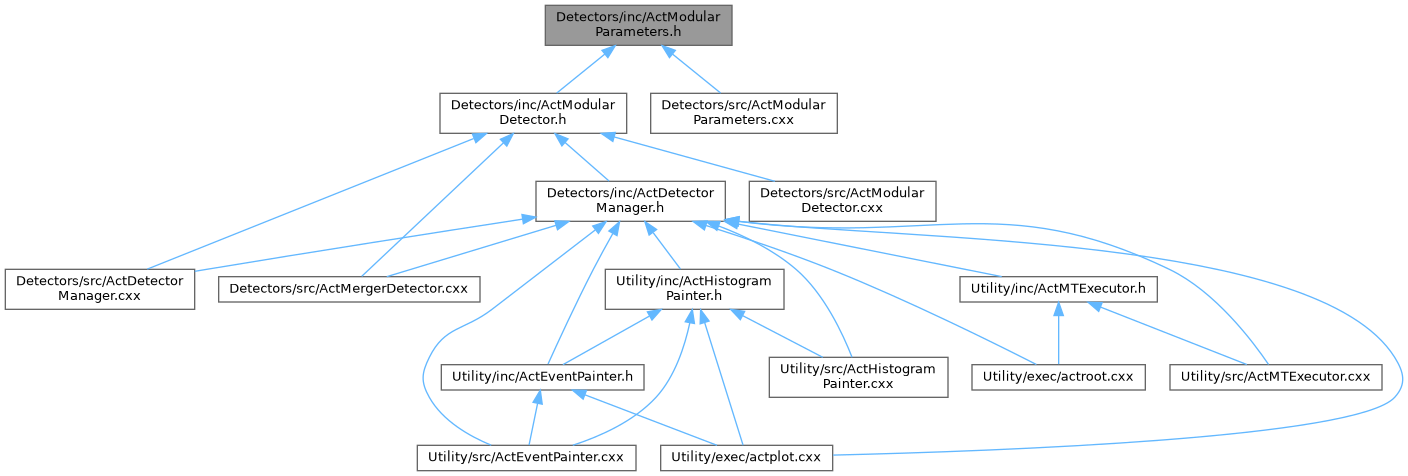 Detectors/inc/ActModular
Parameters.h
Detectors/inc/ActModular
Detector.h
Detectors/src/ActModular
Parameters.cxx
Detectors/inc/ActDetector
Manager.h
Detectors/src/ActModular
Detector.cxx
Detectors/src/ActDetector
Manager.cxx
Detectors/src/ActMergerDetector.cxx
Utility/inc/ActHistogram
Painter.h
Utility/inc/ActMTExecutor.h
Utility/inc/ActEventPainter.h
Utility/src/ActHistogram
Painter.cxx
Utility/exec/actroot.cxx
Utility/src/ActMTExecutor.cxx
Utility/src/ActEventPainter.cxx
Utility/exec/actplot.cxx